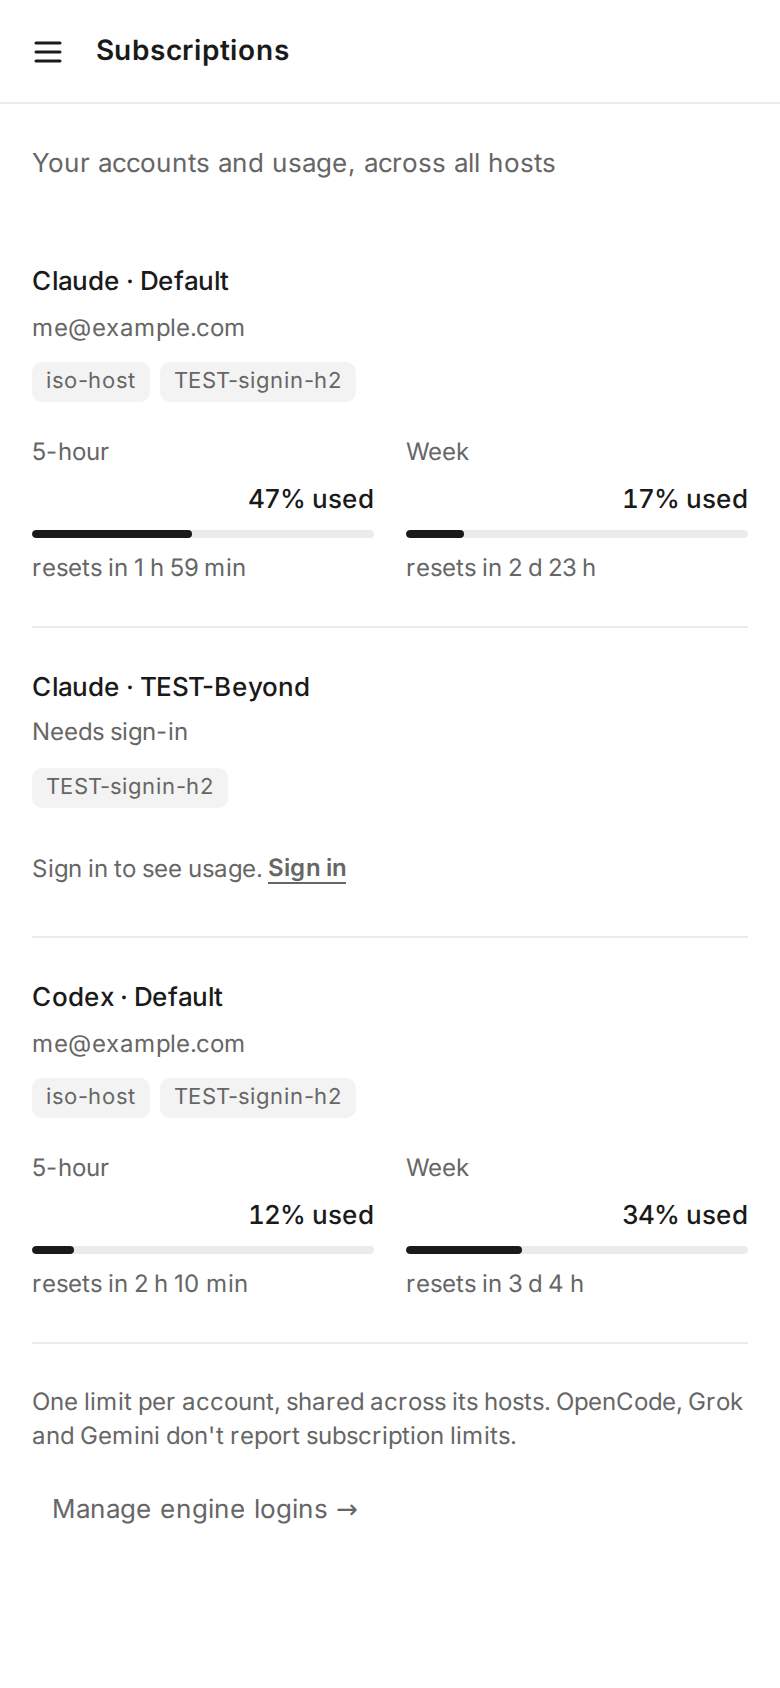 Subscriptions
Your accounts and usage, across all hosts
Claude · Default
me@example.com
iso-host TEST-signin-h2
5-hour Week
47% used 17% used
resets in 1 h 59 min resets in 2 d 23 h
Claude · TEST-Beyond
Needs sign-in
TEST-signin-h2
Sign in to see usage. Sign in
Codex · Default
me@example.com
iso-host TEST-signin-h2
5-hour Week
12% used 34% used
resets in 2 h 10 min resets in 3 d 4 h
One limit per account, shared across its hosts. OpenCode, Grok
and Gemini don't report subscription limits.
Manage engine logins →